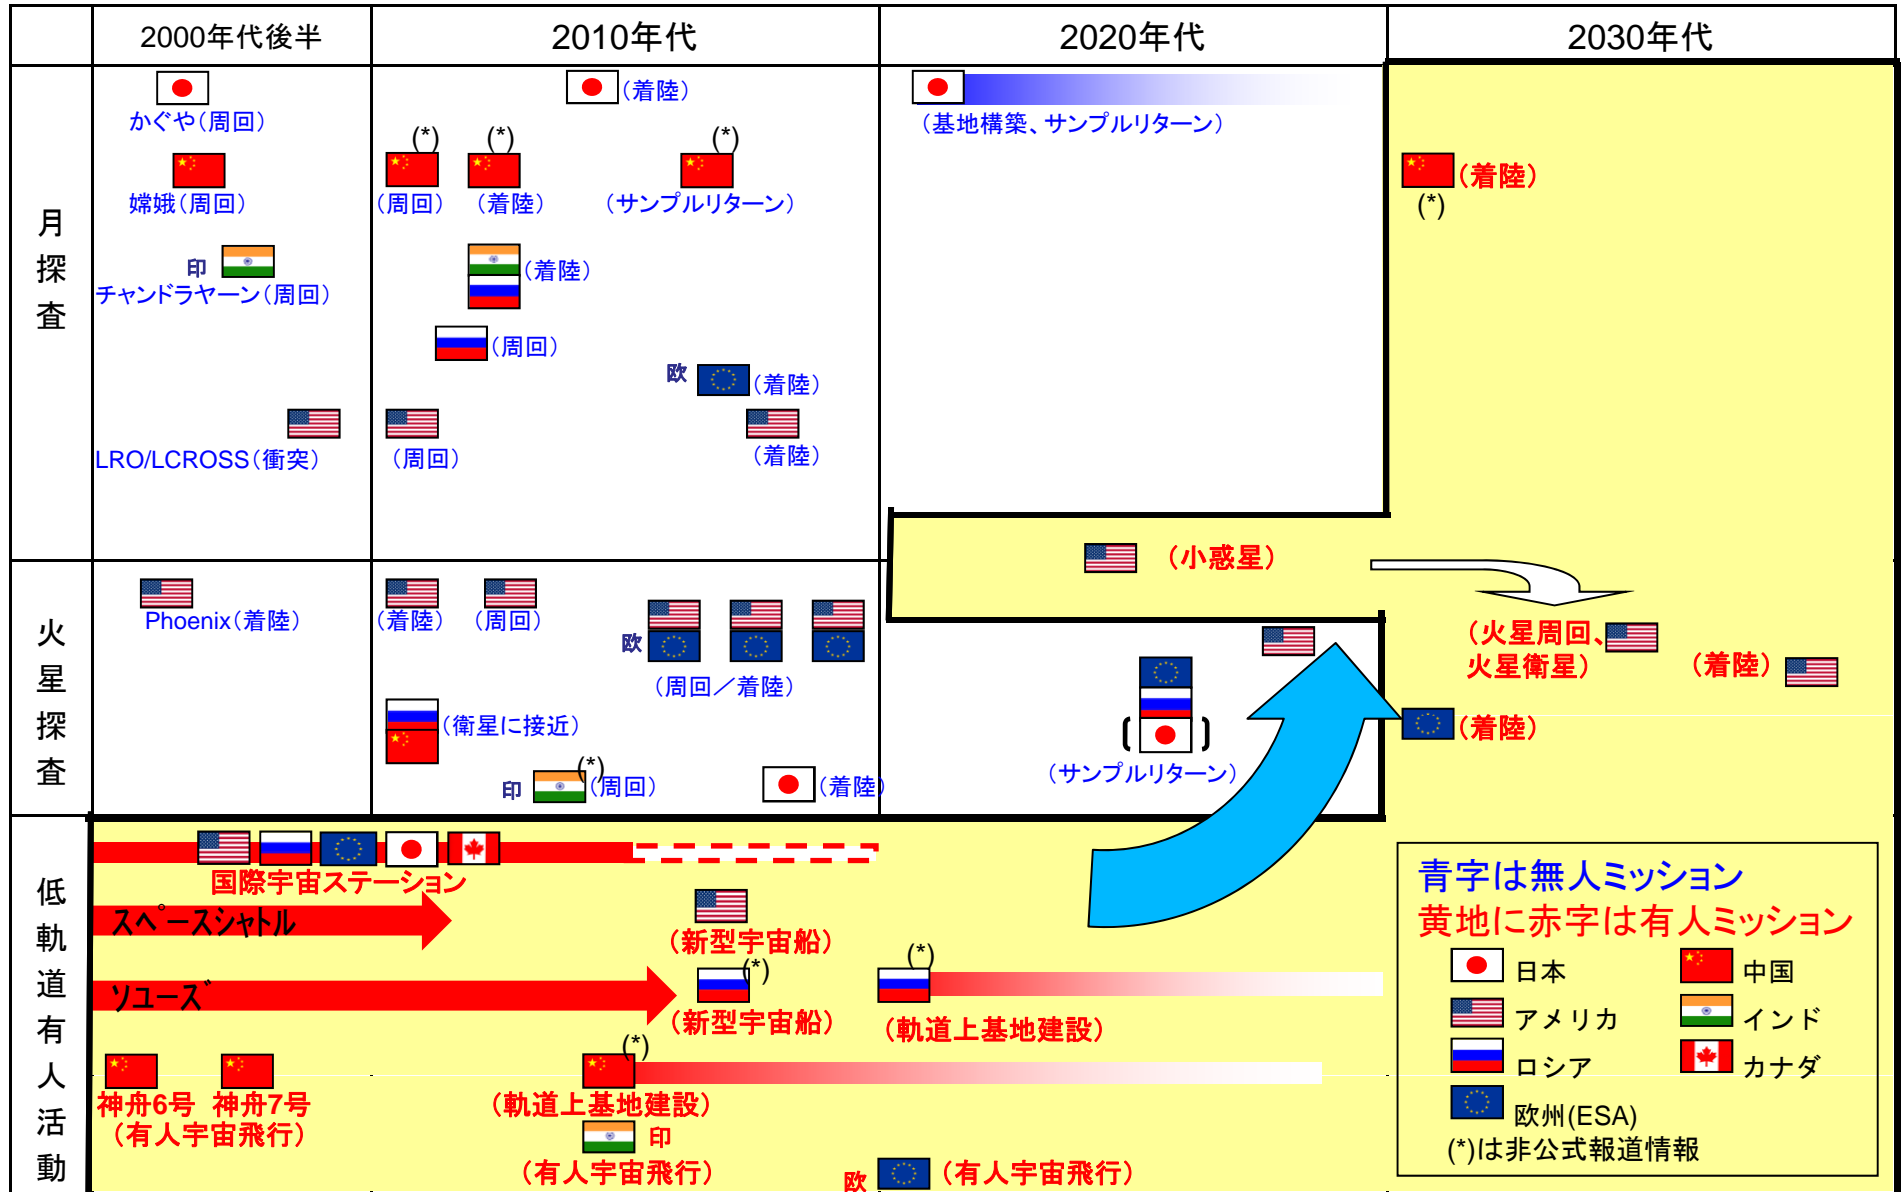 2000年代後半
2010年代
2020年代
2030年代
月探査
かぐや(周回)
(着陸)
(基地構築、サンプルリターン)
(*)
(*)
(*)
嫦娥(周回)
(周回)
(着陸)
(サンプルリターン)
(着陸)
(*)
印
チャンドラヤーン(周回)
(着陸)
(周回)
欧
(着陸)
LRO/LCROSS(衝突)
(周回)
(着陸)
(小惑星)
火星探査
Phoenix(着陸)
(着陸)
(周回)
欧
(周回/着陸)
(衛星に接近)
印
(*)
(周回)
(着陸)
(サンプルリターン)
(火星周回、
火星衛星)
(着陸)
(着陸)
低軌道有人活動
国際宇宙ステーション
スペースシャトル
(新型宇宙船)
ソユーズ
(*)
(新型宇宙船)
(*)
(軌道上基地建設)
神舟6号 神舟7号
(有人宇宙飛行)
(*)
(軌道上基地建設)
印
(有人宇宙飛行)
欧
(有人宇宙飛行)
青字は無人ミッション
黄地に赤字は有人ミッション
日本
中国
アメリカ
インド
ロシア
カナダ
欧州(ESA)
(*)は非公式報道情報